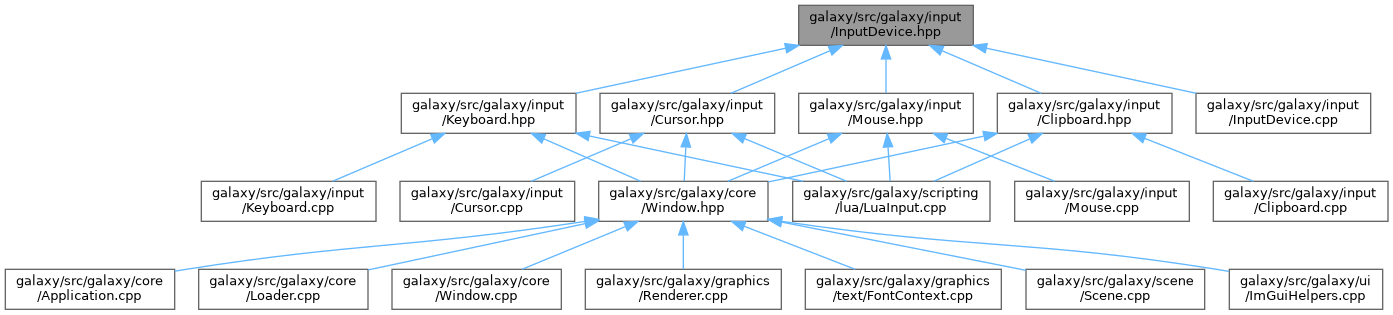 galaxy/src/galaxy/input
/InputDevice.hpp
galaxy/src/galaxy/input
/Keyboard.hpp
galaxy/src/galaxy/input
/Cursor.hpp
galaxy/src/galaxy/input
/Mouse.hpp
galaxy/src/galaxy/input
/Clipboard.hpp
galaxy/src/galaxy/input
/InputDevice.cpp
galaxy/src/galaxy/input
/Keyboard.cpp
galaxy/src/galaxy/input
/Cursor.cpp
galaxy/src/galaxy/core
/Window.hpp
galaxy/src/galaxy/scripting
/lua/LuaInput.cpp
galaxy/src/galaxy/input
/Mouse.cpp
galaxy/src/galaxy/input
/Clipboard.cpp
galaxy/src/galaxy/core
/Application.cpp
galaxy/src/galaxy/core
/Loader.cpp
galaxy/src/galaxy/core
/Window.cpp
galaxy/src/galaxy/graphics
/Renderer.cpp
galaxy/src/galaxy/graphics
/text/FontContext.cpp
galaxy/src/galaxy/scene
/Scene.cpp
galaxy/src/galaxy/ui
/ImGuiHelpers.cpp